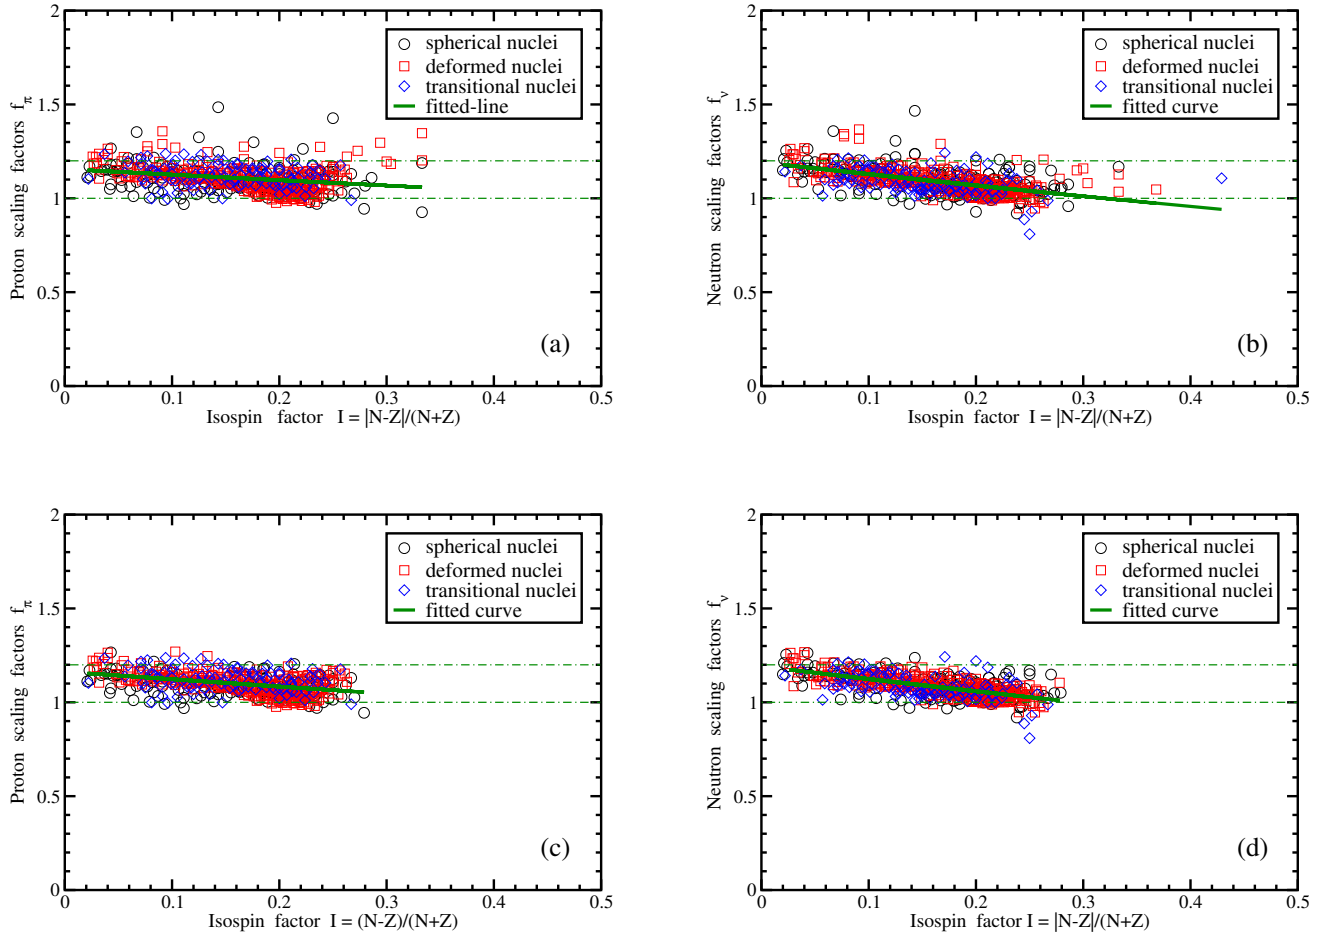 2
1.5
1
0.5
0
Proton scaling factors f_π
spherical nuclei
deformed nuclei
transitional nuclei
fitted-line
(a)
0 0.1 0.2 0.3 0.4 0.5
Isospin factor I = |N-Z|/(N+Z)
2
1.5
1
0.5
0
Neutron scaling factors f_ν
spherical nuclei
deformed nuclei
transitional nuclei
fitted curve
(b)
0 0.1 0.2 0.3 0.4 0.5
Isospin factor I = |N-Z|/(N+Z)
2
1.5
1
0.5
0
Proton scaling factors f_π
spherical nuclei
deformed nuclei
transitional nuclei
fitted curve
(c)
0 0.1 0.2 0.3 0.4 0.5
Isospin factor I = (N-Z)/(N+Z)
2
1.5
1
0.5
0
Neutron scaling factors f_ν
spherical nuclei
deformed nuclei
transitional nuclei
fitted curve
(d)
0 0.1 0.2 0.3 0.4 0.5
Isospin factor I = |N-Z|/(N+Z)